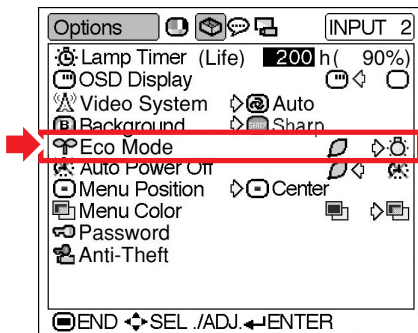 Options INPUT 2
Lamp Timer (Life) 200 h ( 90%)
OSD Display
Video System Auto
B Background Sharp
Eco Mode
Auto Power Off
Menu Position Center
Menu Color
Password
Anti-Theft
END SEL./ADJ. ENTER